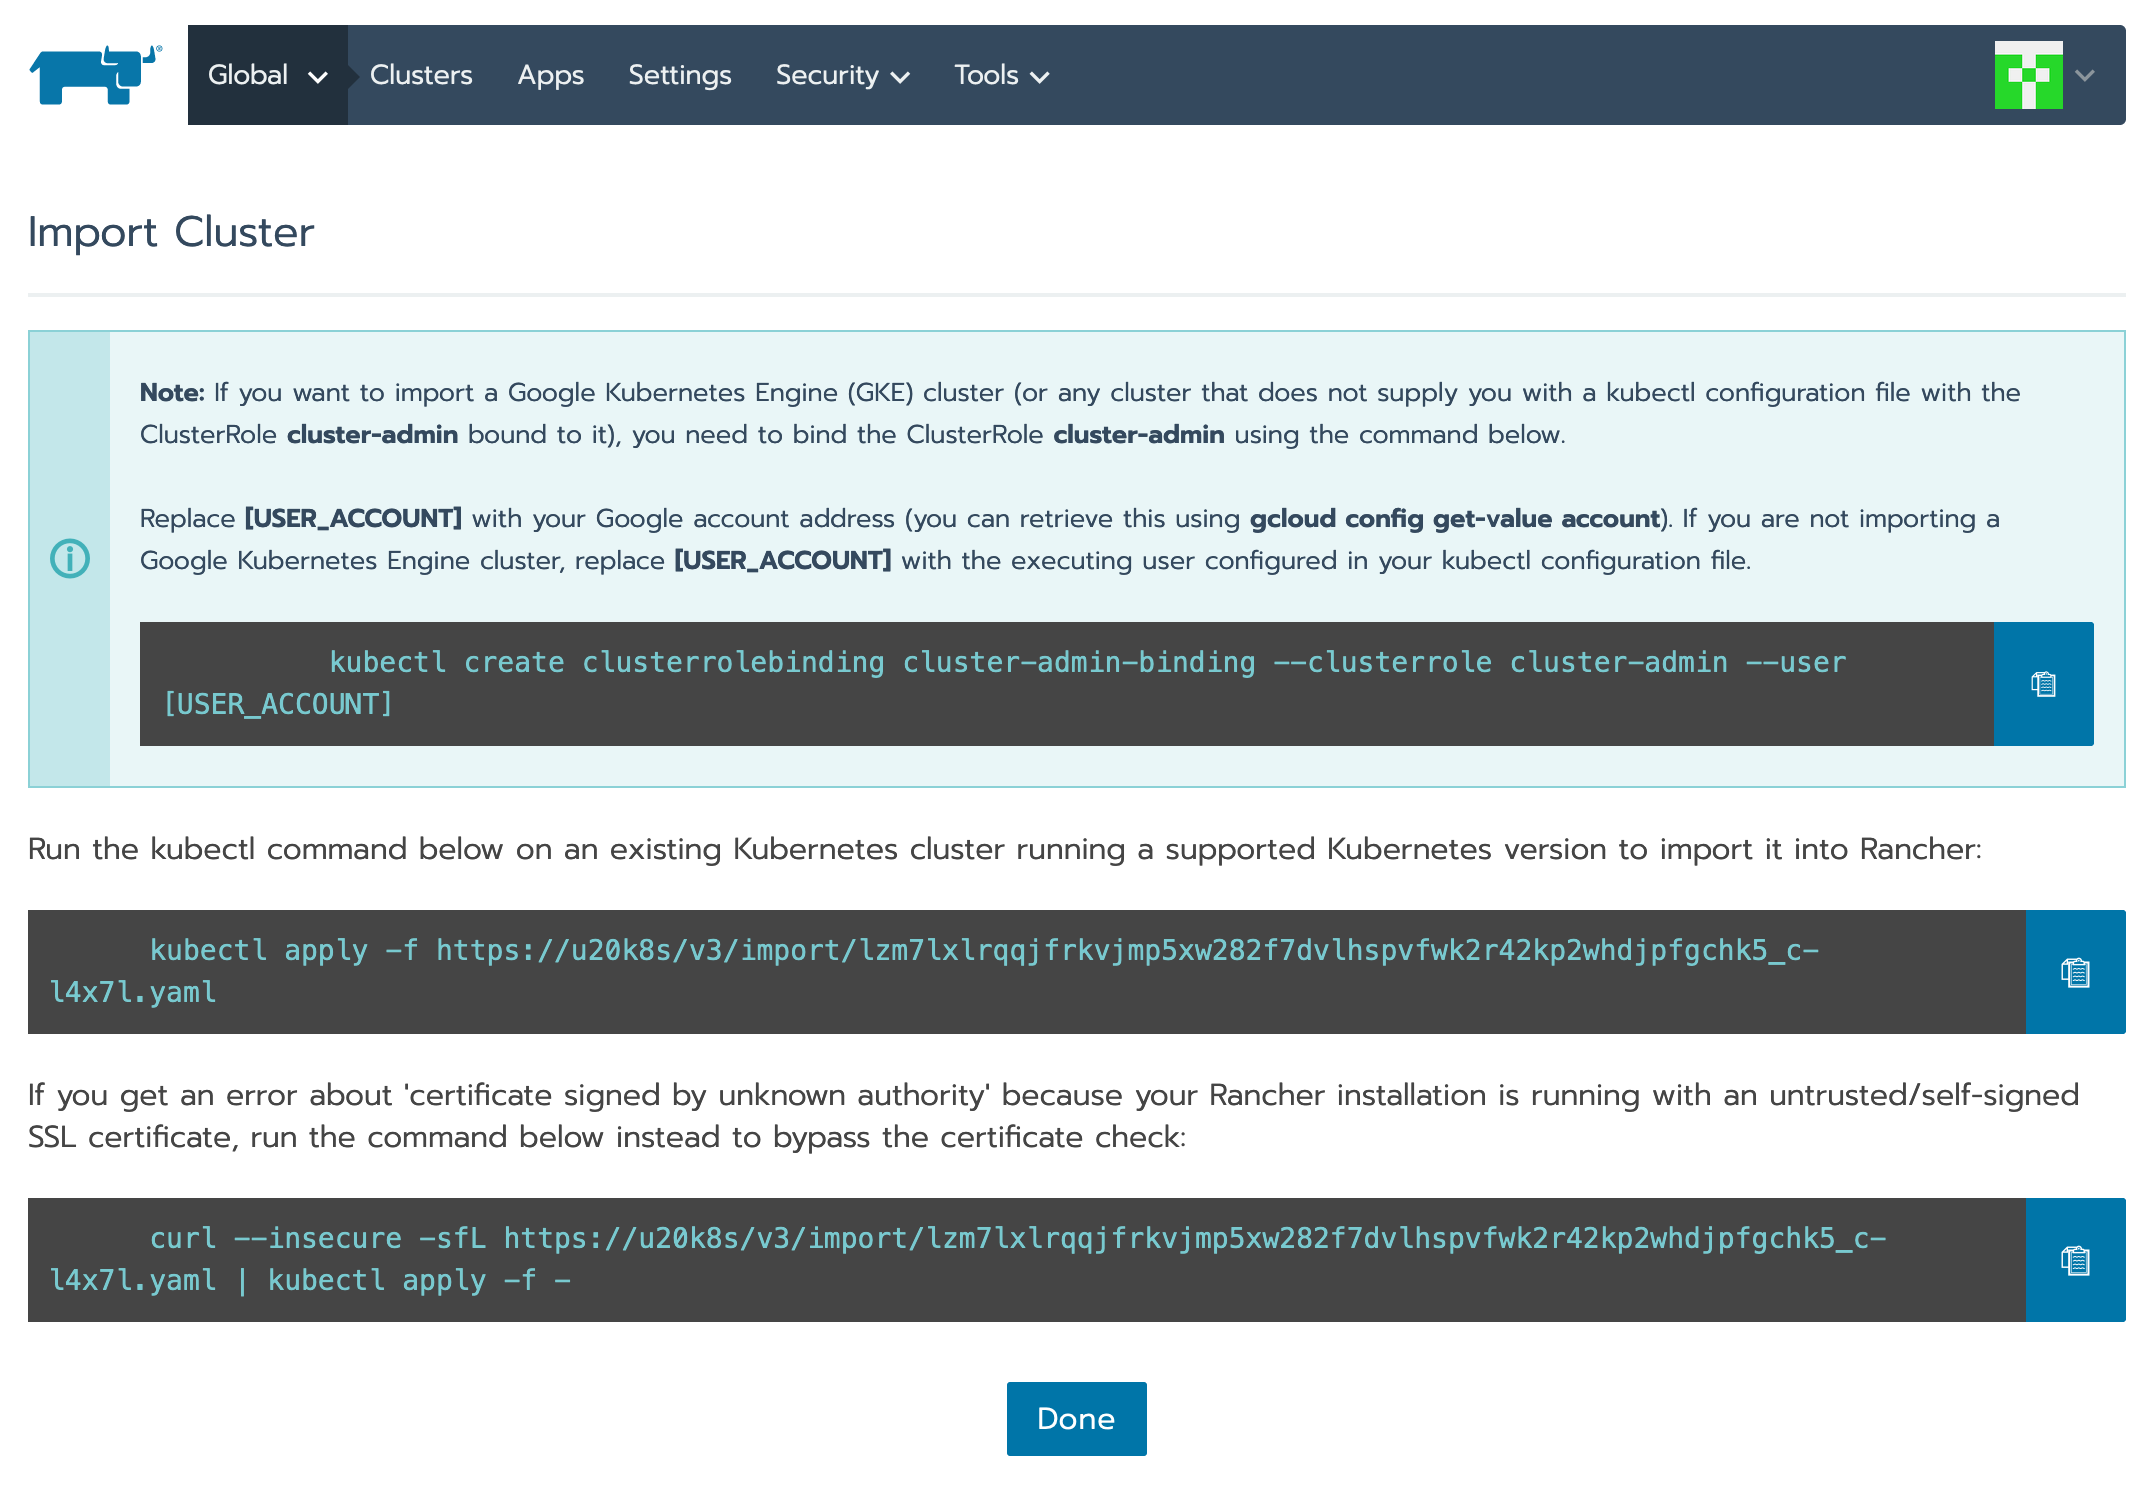 Global Clusters Apps Settings Security Tools
Import Cluster
Note: If you want to import a Google Kubernetes Engine (GKE) cluster (or any cluster that does not supply you with a kubectl configuration file with the
ClusterRole cluster-admin bound to it), you need to bind the ClusterRole cluster-admin using the command below.
Replace [USER_ACCOUNT] with your Google account address (you can retrieve this using gcloud config get-value account). If you are not importing a
Google Kubernetes Engine cluster, replace [USER_ACCOUNT] with the executing user configured in your kubectl configuration file.
kubectl create clusterrolebinding cluster-admin-binding --clusterrole cluster-admin --user
[USER_ACCOUNT]
Run the kubectl command below on an existing Kubernetes cluster running a supported Kubernetes version to import it into Rancher:
kubectl apply -f https://u20k8s/v3/import/lzm7lxlrqqjfrkvjmp5xw282f7dvlhspvfwk2r42kp2whdjpfgchk5_c-
l4x7l.yaml
If you get an error about 'certificate signed by unknown authority' because your Rancher installation is running with an untrusted/self-signed
SSL certificate, run the command below instead to bypass the certificate check:
curl --insecure -sfL https://u20k8s/v3/import/lzm7lxlrqqjfrkvjmp5xw282f7dvlhspvfwk2r42kp2whdjpfgchk5_c-
l4x7l.yaml | kubectl apply -f -
Done